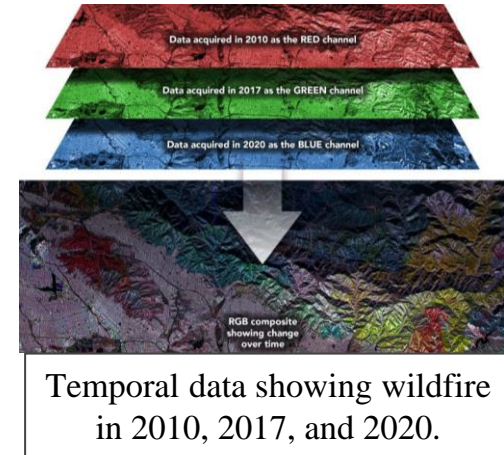 Data acquired in 2010 as the RED channel
Data acquired in 2017 as the GREEN channel
Data acquired in 2020 as the BLUE channel
RGB composite
showing change
over time
Temporal data showing wildfire
in 2010, 2017, and 2020.